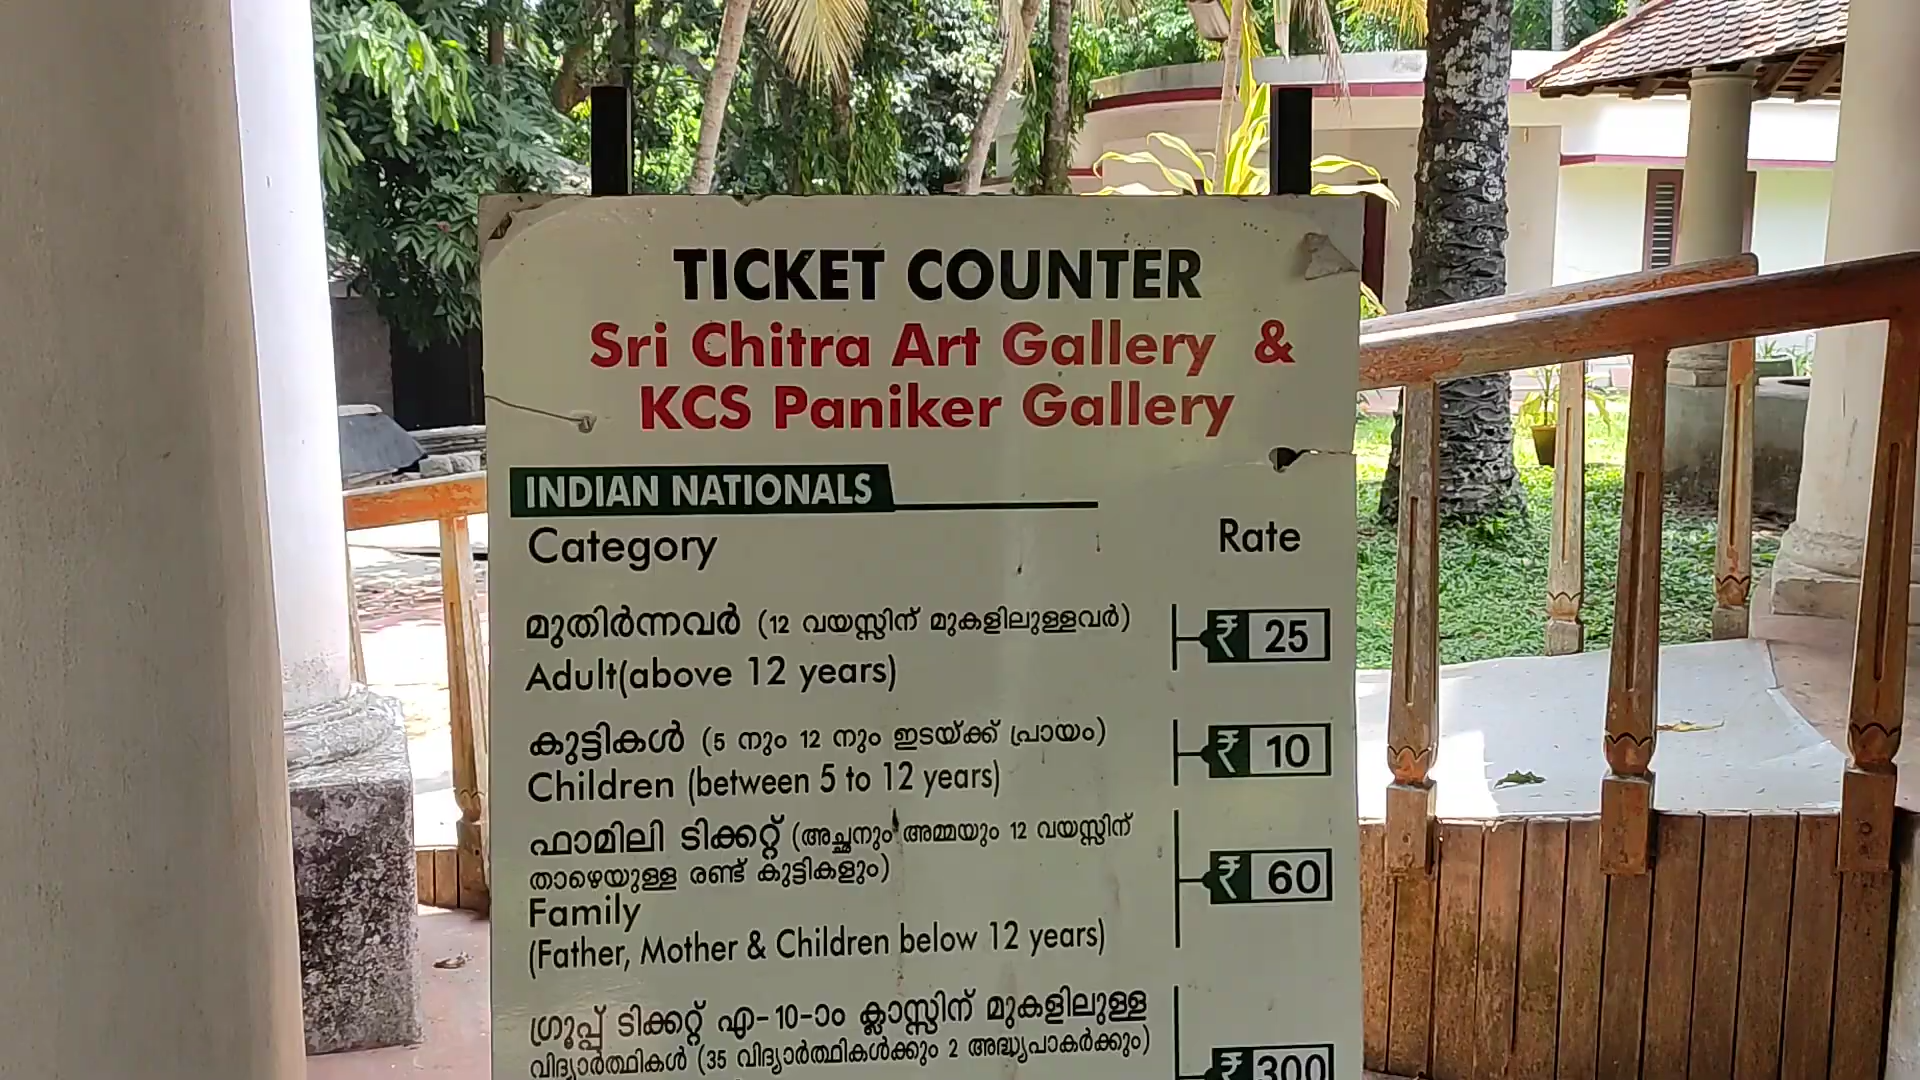 TICKET COUNTER
Sri Chitra Art Gallery &
KCS Paniker Gallery
INDIAN NATIONALS
Category Rate
മുതിർന്നവർ (12 വയസ്സിന് മുകളിലുള്ളവർ)
₹ 25
Adult(above 12 years)
കുട്ടികൾ (5 നും 12 നും ഇടയ്ക്ക് പ്രായം)
₹ 10
Children (between 5 to 12 years)
ഫാമിലി ടിക്കറ്റ് (അച്ഛനും അമ്മയും 12 വയസ്സിന്
താഴെയുള്ള രണ്ട് കുട്ടികളും)
₹ 60
Family
(Father, Mother & Children below 12 years)
ഗ്രൂപ്പ് ടിക്കറ്റ് എ-10-ാം ക്ലാസ്സിന് മുകളിലുള്ള
വിദ്യാർത്ഥികൾ (35 വിദ്യാർത്ഥികൾക്കും 2 അദ്ധ്യപാകർക്കും)
₹ 300